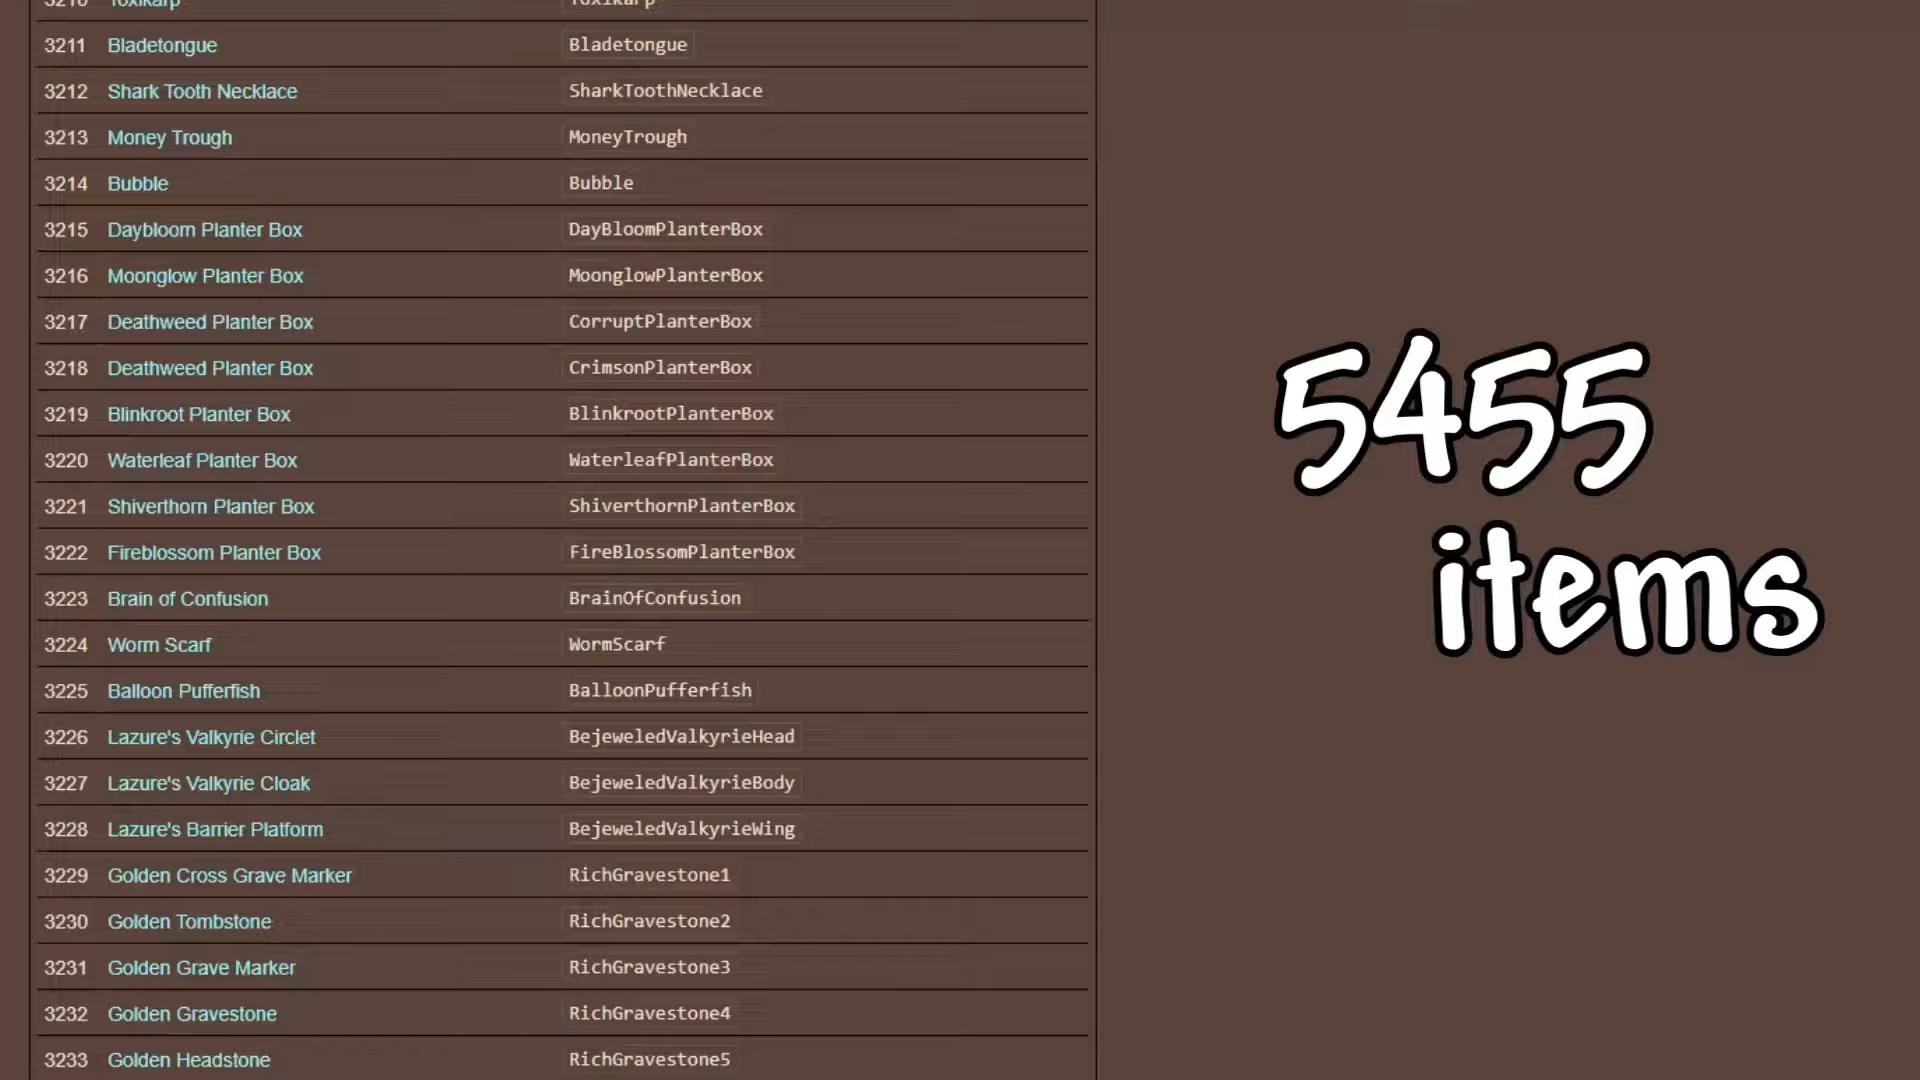 3210 Toxikarp Toxikarp
3211 Bladetongue Bladetongue
3212 Shark Tooth Necklace SharkToothNecklace
3213 Money Trough MoneyTrough
3214 Bubble Bubble
3215 Daybloom Planter Box DayBloomPlanterBox
3216 Moonglow Planter Box MoonglowPlanterBox
3217 Deathweed Planter Box CorruptPlanterBox
3218 Deathweed Planter Box CrimsonPlanterBox
3219 Blinkroot Planter Box BlinkrootPlanterBox
3220 Waterleaf Planter Box WaterleafPlanterBox
3221 Shiverthorn Planter Box ShiverthornPlanterBox
3222 Fireblossom Planter Box FireBlossomPlanterBox
3223 Brain of Confusion BrainOfConfusion
3224 Worm Scarf WormScarf
3225 Balloon Pufferfish BalloonPufferfish
3226 Lazure's Valkyrie Circlet BejeweledValkyrieHead
3227 Lazure's Valkyrie Cloak BejeweledValkyrieBody
3228 Lazure's Barrier Platform BejeweledValkyrieWing
3229 Golden Cross Grave Marker RichGravestone1
3230 Golden Tombstone RichGravestone2
3231 Golden Grave Marker RichGravestone3
3232 Golden Gravestone RichGravestone4
3233 Golden Headstone RichGravestone5
5455
items